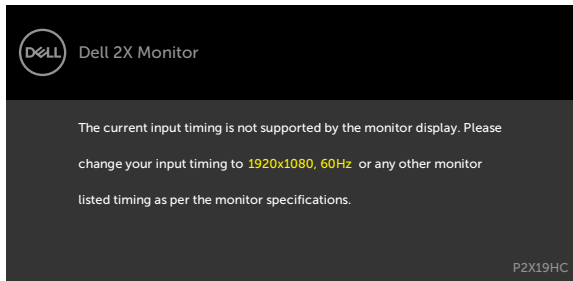 DELL
Dell 2X Monitor
The current input timing is not supported by the monitor display. Please
change your input timing to 1920x1080, 60Hz or any other monitor
listed timing as per the monitor specifications.
P2X19HC